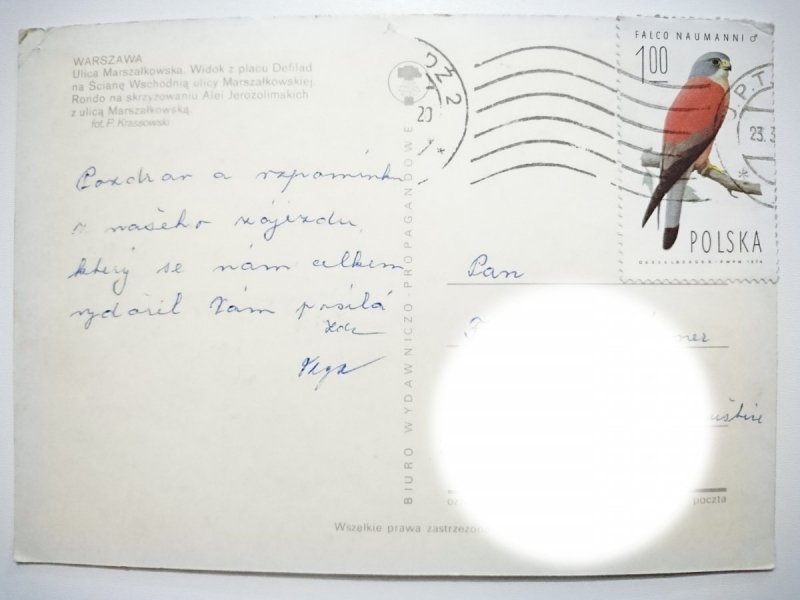 WARSZAWA
Ulica Marszałkowska. Widok z placu Defilad
na Ścianę Wschodnią ulicy Marszałkowskiej.
Rondo na skrzyżowaniu Alei Jerozolimskich
z ulicą Marszałkowską.
fot. P. Krassowski
Pozdrav a vzpomínku
z našeho zájezdu,
který se nám celkem
vydařil Vám posílá
BIURO WYDAWNICZO-PROPAGANDOWE
20
FALCO NAUMANNI ♂
1,00
POLSKA
23.
Pan
poczta
Wszelkie prawa